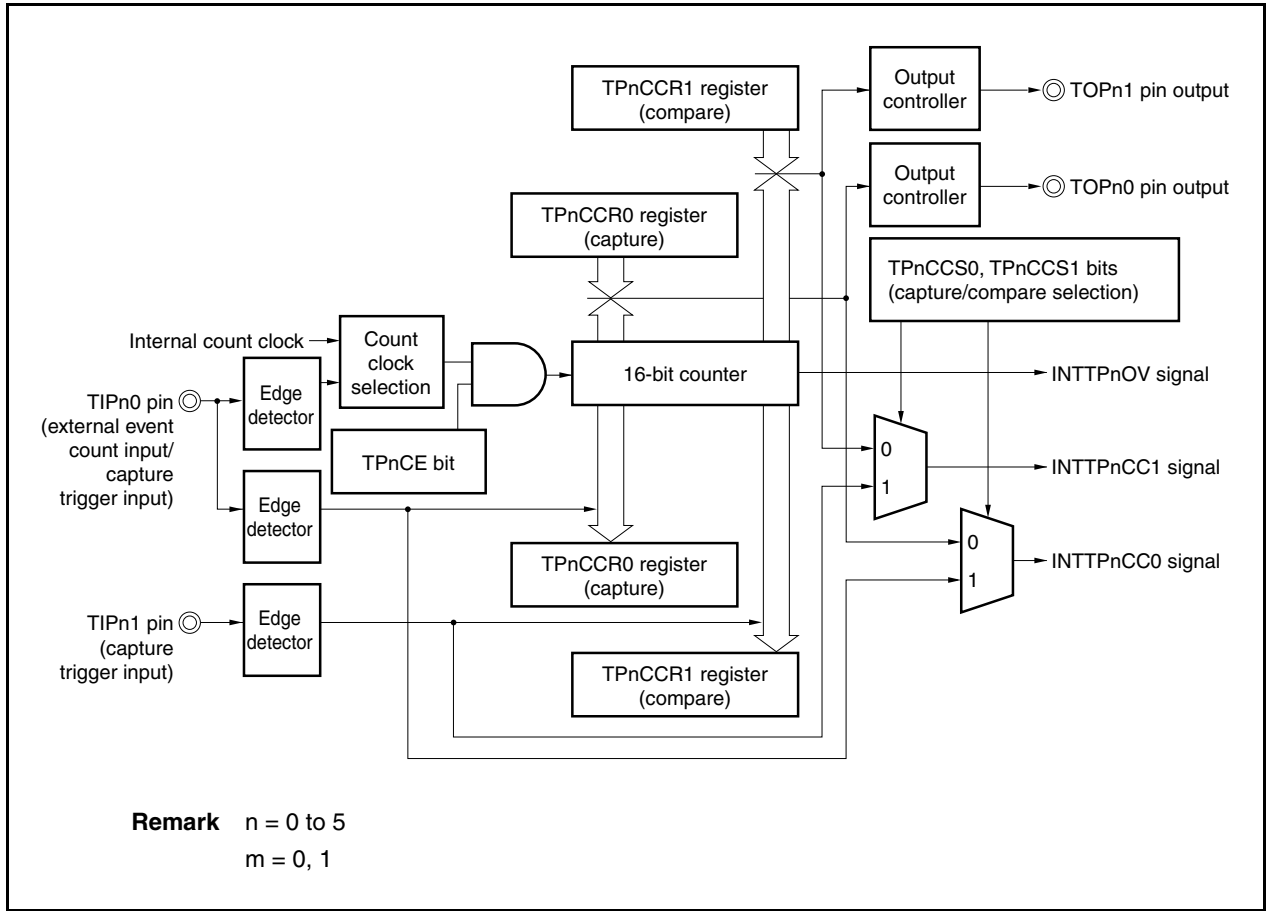 TPnCCR1 register
(compare)
Output
controller
TOPn1 pin output
Output
controller
TOPn0 pin output
TPnCCR0 register
(capture)
TPnCCS0, TPnCCS1 bits
(capture/compare selection)
Internal count clock
Count
clock
selection
16-bit counter
INTTPnOV signal
TIPn0 pin
(external event
count input/
capture
trigger input)
Edge
detector
TPnCE bit
0
1
INTTPnCC1 signal
Edge
detector
0
1
INTTPnCC0 signal
TPnCCR0 register
(capture)
TIPn1 pin
(capture
trigger input)
Edge
detector
TPnCCR1 register
(compare)
Remark n = 0 to 5
m = 0, 1